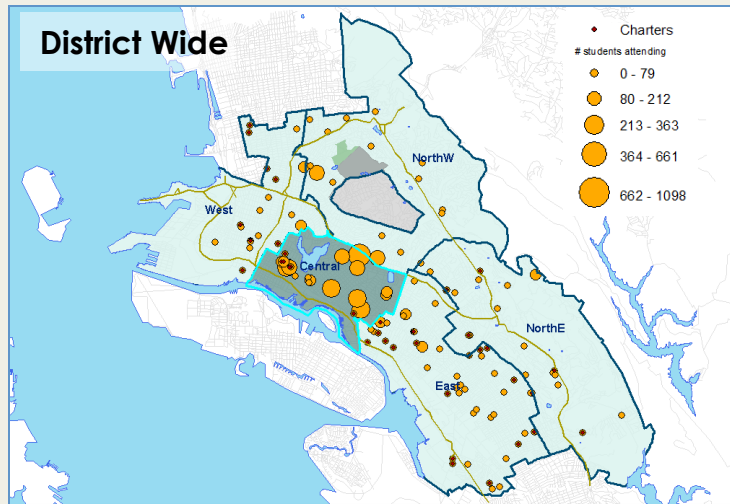 District Wide
Charters
# students attending
0 - 79
80 - 212
213 - 363
364 - 661
662 - 1098
NorthW
West
Central
NorthE
East